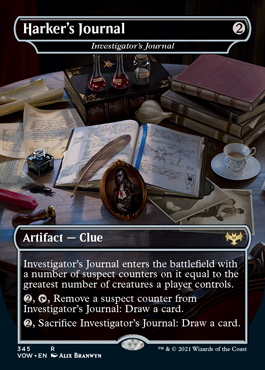 Harker's Journal 2
Investigator's Journal
Artifact — Clue
Investigator's Journal enters the battlefield with
a number of suspect counters on it equal to the
greatest number of creatures a player controls.
2, T, Remove a suspect counter from
Investigator's Journal: Draw a card.
2, Sacrifice Investigator's Journal: Draw a card.
345 R
VOW • EN Alix Branwyn
™ & © 2021 Wizards of the Coast